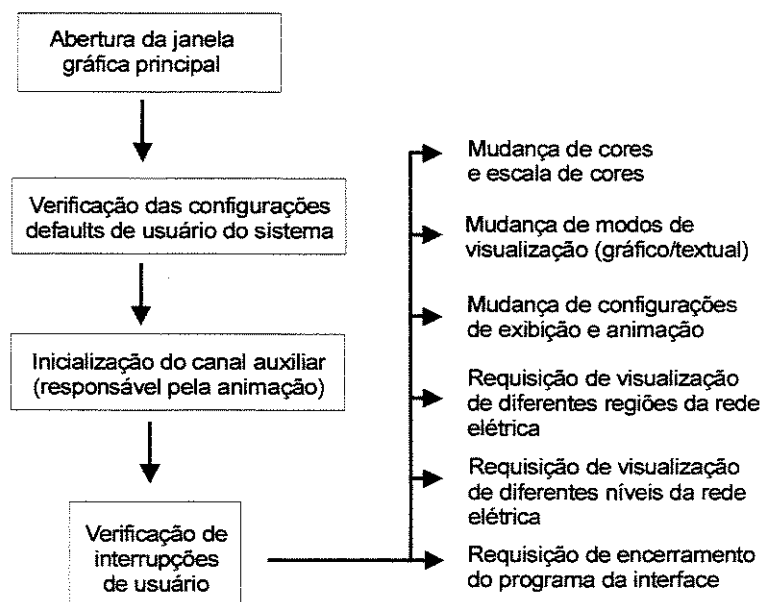 Abertura da janela
gráfica principal
Verificação das configurações
defaults de usuário do sistema
Inicialização do canal auxiliar
(responsável pela animação)
Verificação de
interrupções
de usuário
Mudança de cores
e escala de cores
Mudança de modos de
visualização (gráfico/textual)
Mudança de configurações
de exibição e animação
Requisição de visualização
de diferentes regiões da rede
elétrica
Requisição de visualização
de diferentes níveis da rede
elétrica
Requisição de encerramento
do programa da interface